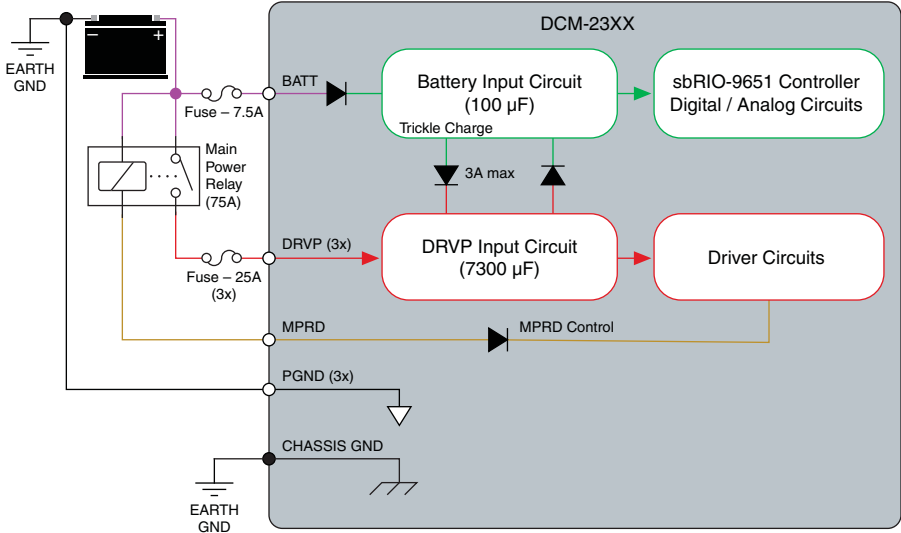 DCM-23XX
−
+
EARTH
GND
BATT
Fuse – 7.5A
Battery Input Circuit
(100 µF)
Trickle Charge
sbRIO-9651 Controller
Digital / Analog Circuits
Main
Power
Relay
(75A)
3A max
DRVP (3x)
Fuse – 25A
(3x)
DRVP Input Circuit
(7300 µF)
Driver Circuits
MPRD
MPRD Control
PGND (3x)
CHASSIS GND
EARTH
GND